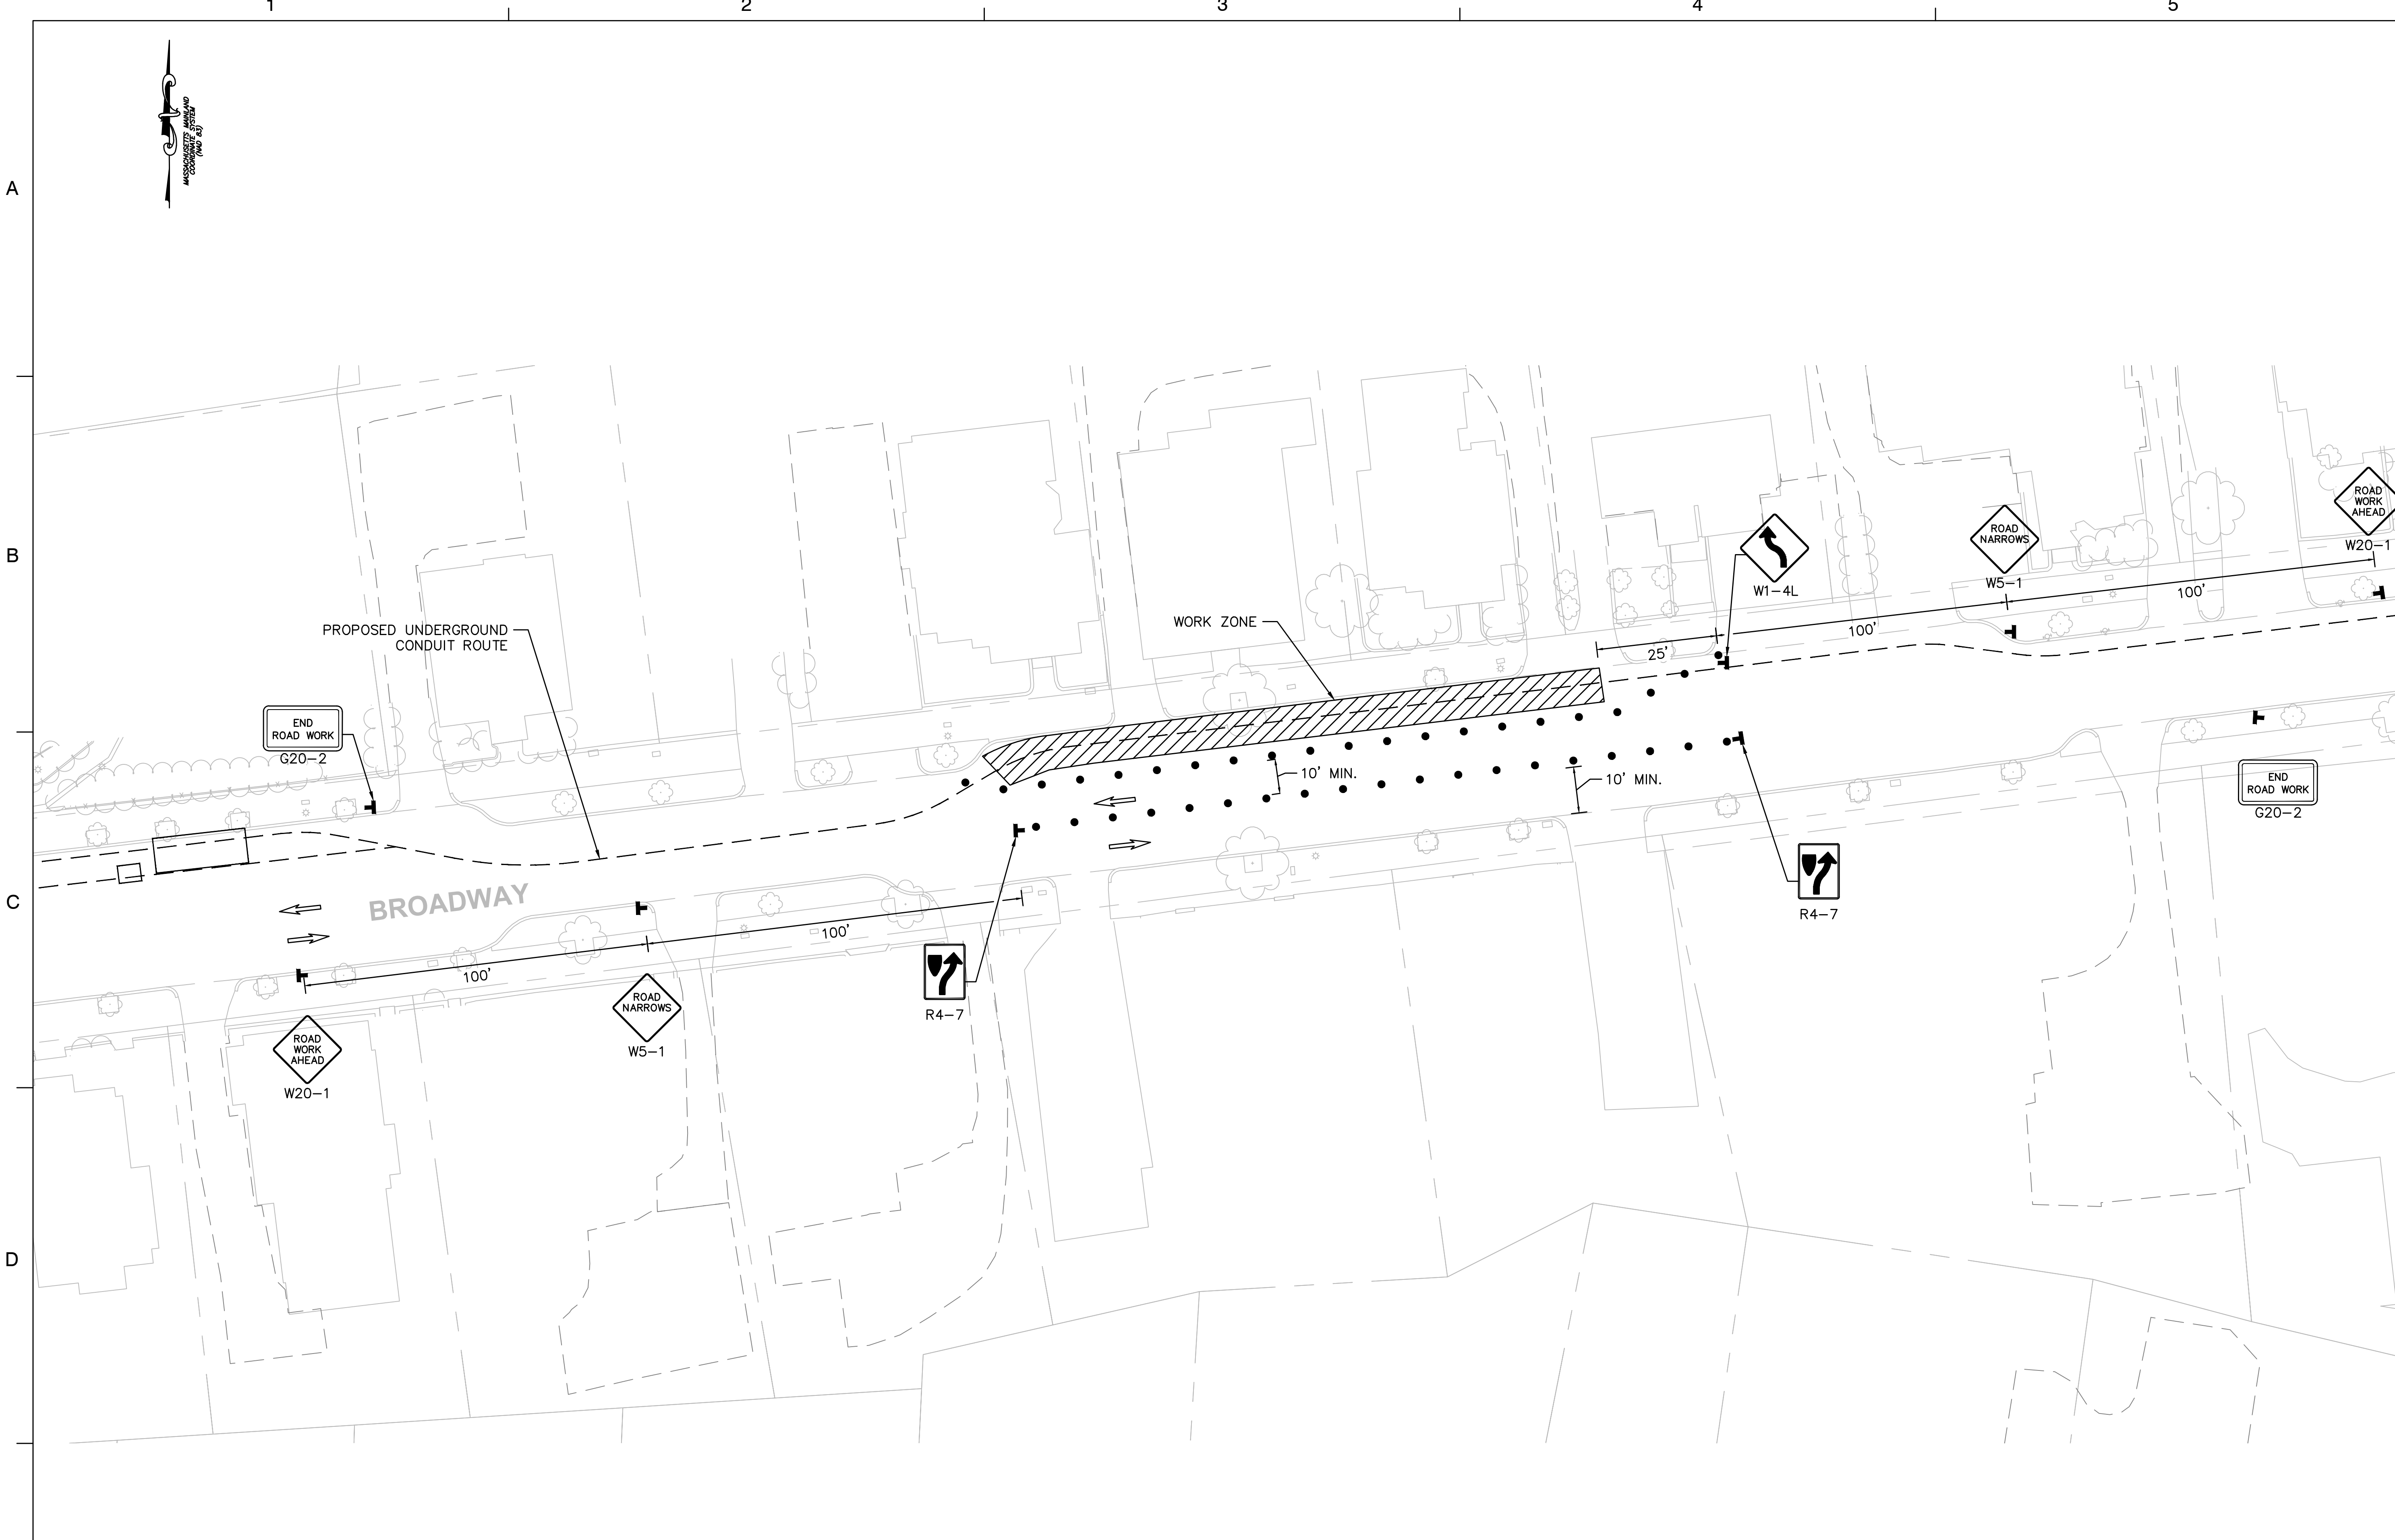 1
2
3
4
5
A
B
C
D
MASSACHUSETTS MAINLAND
COORDINATE SYSTEM
(NAD 83)
PROPOSED UNDERGROUND
CONDUIT ROUTE
WORK ZONE
END
ROAD WORK
G20-2
W1-4L
ROAD
NARROWS
W5-1
ROAD
WORK
AHEAD
W20-1
25'
100'
100'
10' MIN.
10' MIN.
BROADWAY
100'
100'
ROAD
WORK
AHEAD
W20-1
ROAD
NARROWS
W5-1
R4-7
R4-7
END
ROAD WORK
G20-2